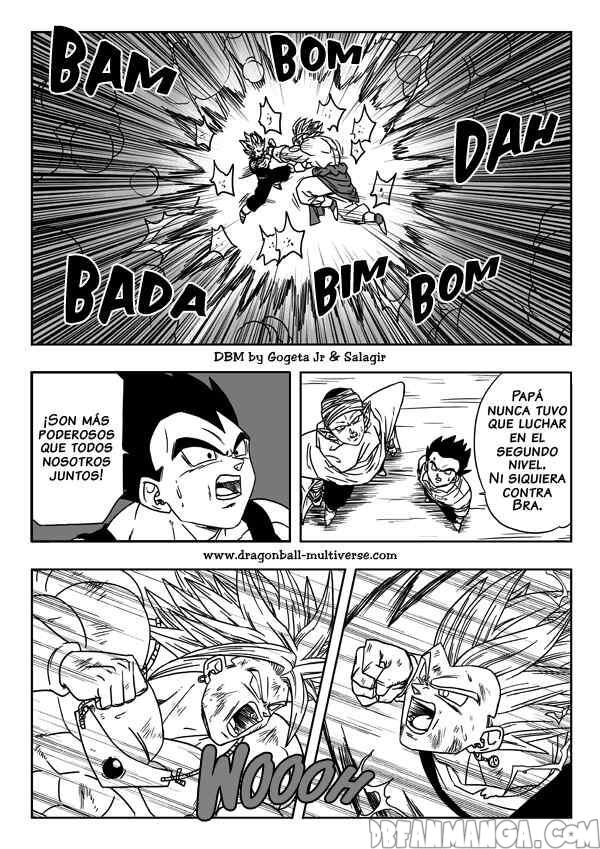 BAM
BOM
DAH
BADA
BIM
BOM
DBM by Gogeta Jr & Salagir
¡Son más
poderosos
que todos
nosotros
juntos!
Papá
nunca tuvo
que luchar
en el
segundo
nivel.
Ni siquiera
contra
Bra.
www.dragonball-multiverse.com
WOOOH
DBFANMANGA.COM